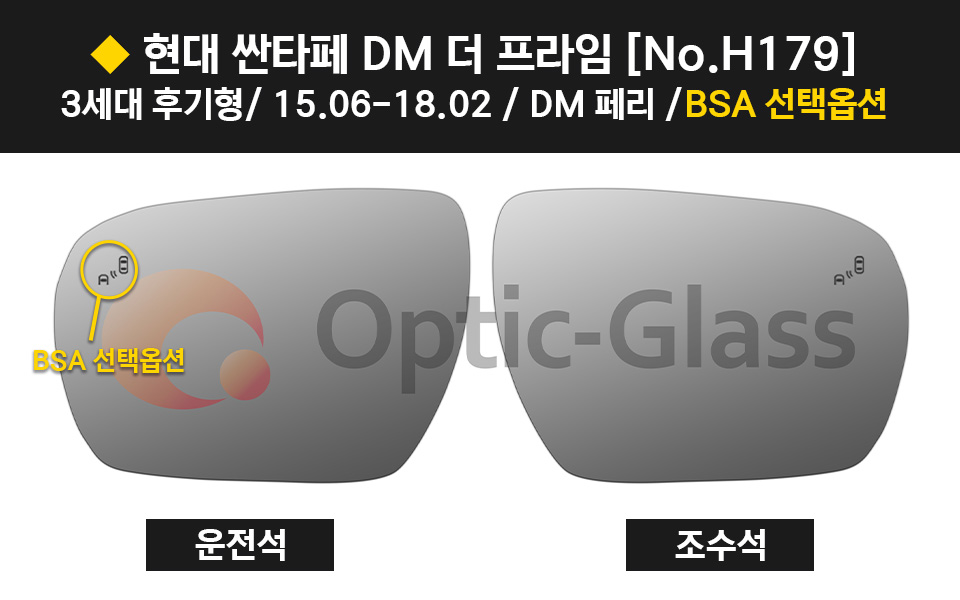 ◆ 현대 싼타페 DM 더 프라임 [No.H179]
3세대 후기형/ 15.06-18.02 / DM 페리 /BSA 선택옵션
BSA 선택옵션
Optic-Glass
운전석
조수석